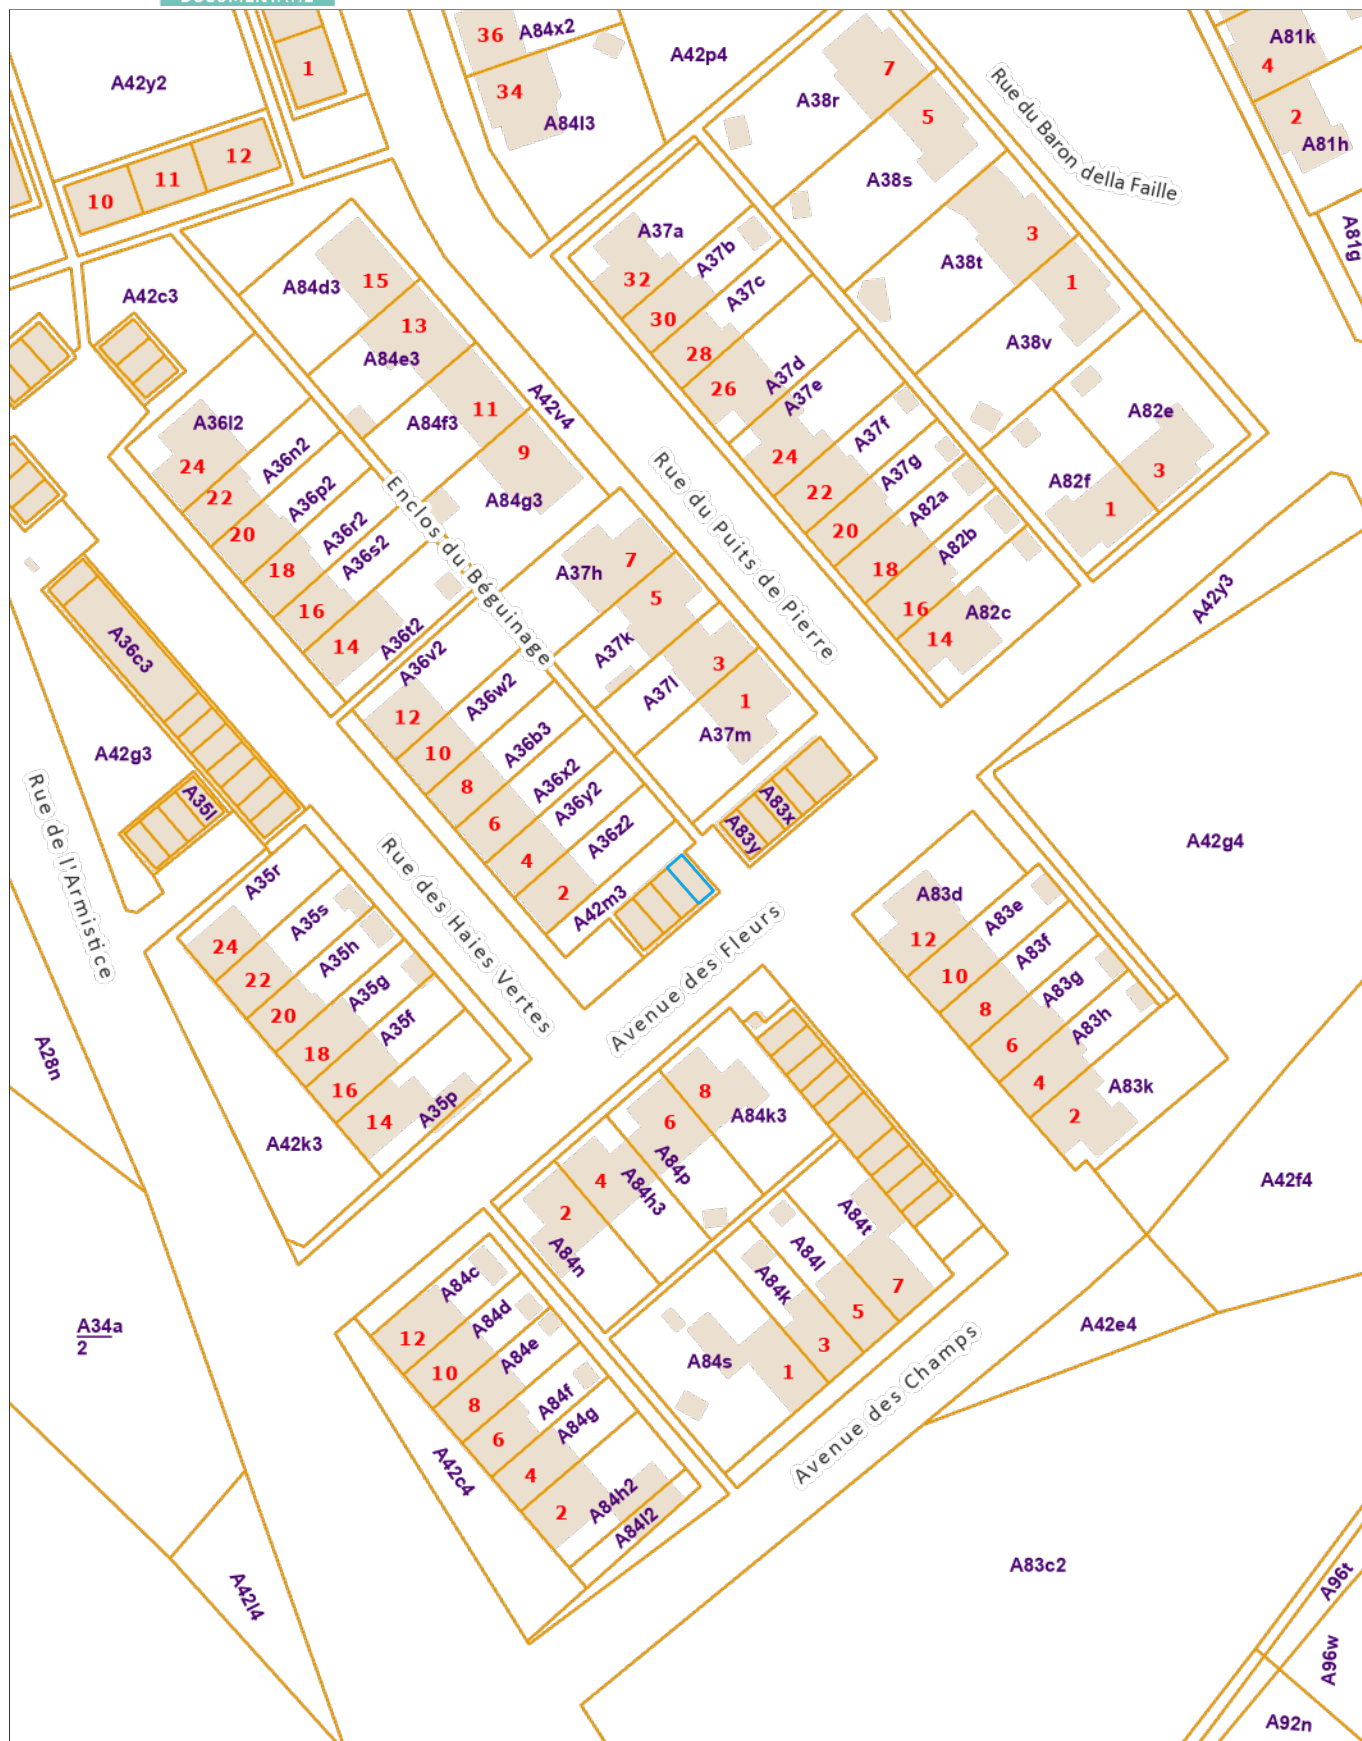 DOCUMENTAIRE
36
A84x2
A42p4
A81k
4
1
A42y2
7
34
A38r
5
2
A84l3
A81h
Rue du Baron della Faille
12
11
10
A38s
A81g
A37a
A37b
3
A38t
15
32
A37c
1
A84d3
A42c3
30
13
A38v
28
A84e3
A37d
26
A37e
A42v4
11
A84f3
A36l2
A37f
A82e
9
24
A36n2
24
A37g
3
22
A36p2
A84g3
22
A82a
A82f
1
20
A36r2
20
A82b
Enclos du Béguinage
Rue du Puits de Pierre
18
A36s2
A37h
7
18
5
A42y3
16
16
A82c
14
A36t2
14
A36c3
A36v2
A37k
3
A36w2
A37l
1
12
A37m
10
A36b3
A42g3
8
A36x2
A35l
A36y2
A83x
6
A36z2
A83y
A42g4
4
Rue de l'Armistice
Rue des Haies Vertes
A35r
2
A42m3
A83d
A83e
A35s
24
12
A83f
A35h
22
10
A83g
A35g
20
8
A83h
A35f
Avenue des Fleurs
18
6
A28n
16
4
A83k
14
A35p
8
A84k3
2
6
A42k3
A84p
4
A84h3
A42f4
2
A84t
A84n
A84l
A84c
A84k
7
A84d
5
12
A84e
3
A42e4
A34a
2
10
A84s
1
8
A84f
Avenue des Champs
6
A84g
A42c4
4
A84h2
2
A84l2
A83c2
A96t
A42l4
A96w
A92n